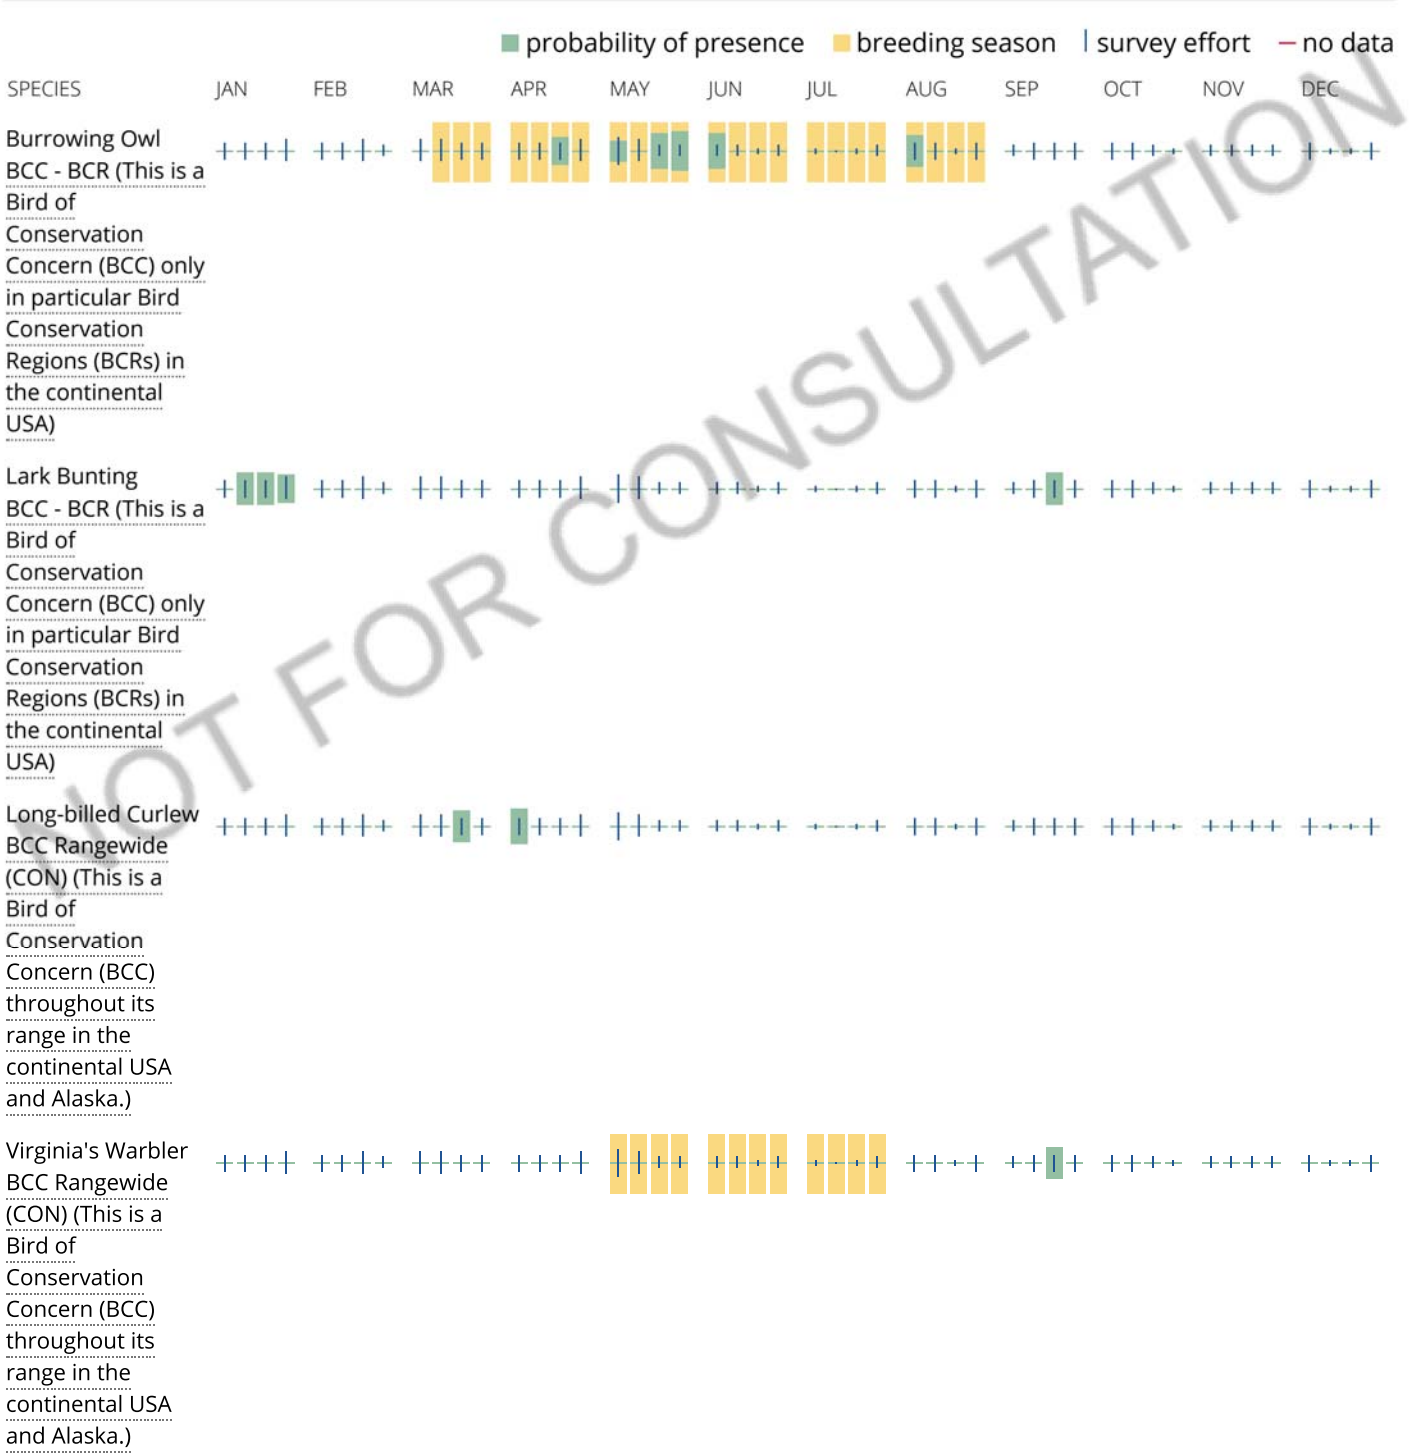 probability of presence breeding season survey effort no data
SPECIES JAN FEB MAR APR MAY JUN JUL AUG SEP OCT NOV DEC
Burrowing Owl
BCC - BCR (This is a
Bird of
Conservation
Concern (BCC) only
in particular Bird
Conservation
Regions (BCRs) in
the continental
USA)
Lark Bunting
BCC - BCR (This is a
Bird of
Conservation
Concern (BCC) only
in particular Bird
Conservation
Regions (BCRs) in
the continental
USA)
Long-billed Curlew
BCC Rangewide
(CON) (This is a
Bird of
Conservation
Concern (BCC)
throughout its
range in the
continental USA
and Alaska.)
Virginia's Warbler
BCC Rangewide
(CON) (This is a
Bird of
Conservation
Concern (BCC)
throughout its
range in the
continental USA
and Alaska.)
NOT FOR CONSULTATION